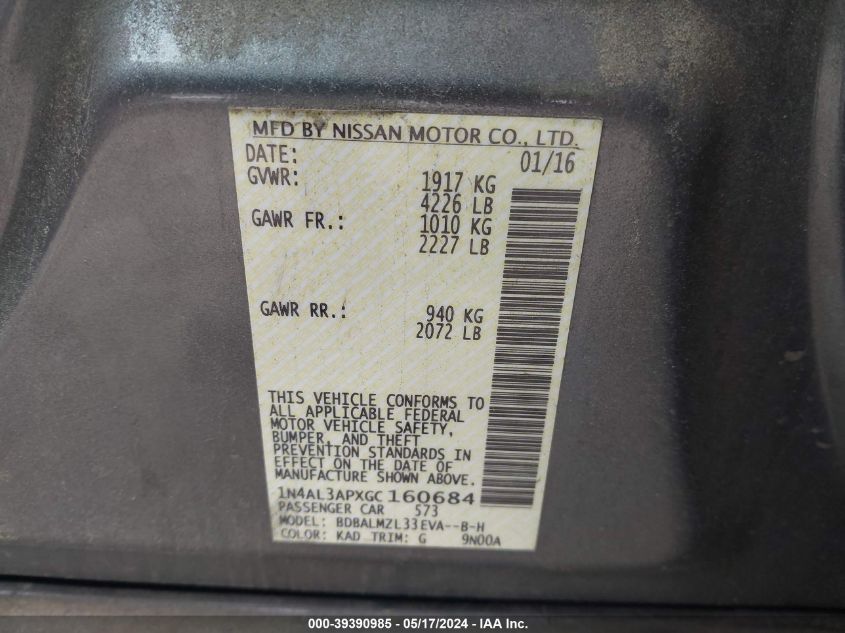 MFD BY NISSAN MOTOR CO., LTD.
DATE: 01/16
GVWR: 1917 KG
4226 LB
GAWR FR.: 1010 KG
2227 LB
GAWR RR.: 940 KG
2072 LB
THIS VEHICLE CONFORMS TO
ALL APPLICABLE FEDERAL
MOTOR VEHICLE SAFETY,
BUMPER, AND THEFT
PREVENTION STANDARDS IN
EFFECT ON THE DATE OF
MANUFACTURE SHOWN ABOVE.
1N4AL3APXGC160684
PASSENGER CAR 573
MODEL: BDBALMZL33EVA--B-H
COLOR: KAD TRIM: G 9N00A
000-39390985 / 05/17/2024 - IAA Inc.